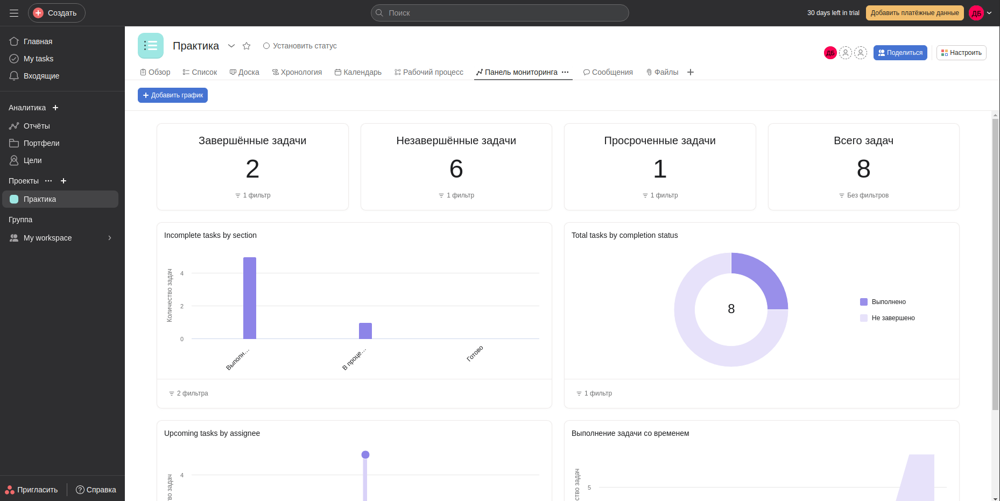 Создать
Поиск
30 days left in trial
Добавить платёжные данные
ДБ
Главная
My tasks
Входящие
Аналитика
Отчёты
Портфели
Цели
Проекты
Практика
Группа
My workspace
Пригласить
Справка
Практика
Установить статус
ДБ
Поделиться
Настроить
Обзор
Список
Доска
Хронология
Календарь
Рабочий процесс
Панель мониторинга
Сообщения
Файлы
Добавить график
Завершённые задачи
2
1 фильтр
Незавершённые задачи
6
1 фильтр
Просроченные задачи
1
1 фильтр
Всего задач
8
Без фильтров
Incomplete tasks by section
Количество задач
4
2
0
Выполн…
В проце…
Готово
2 фильтра
Total tasks by completion status
8
Выполнено
Не завершено
1 фильтр
Upcoming tasks by assignee
во задач
4
Выполнение задачи со временем
ство задач
5